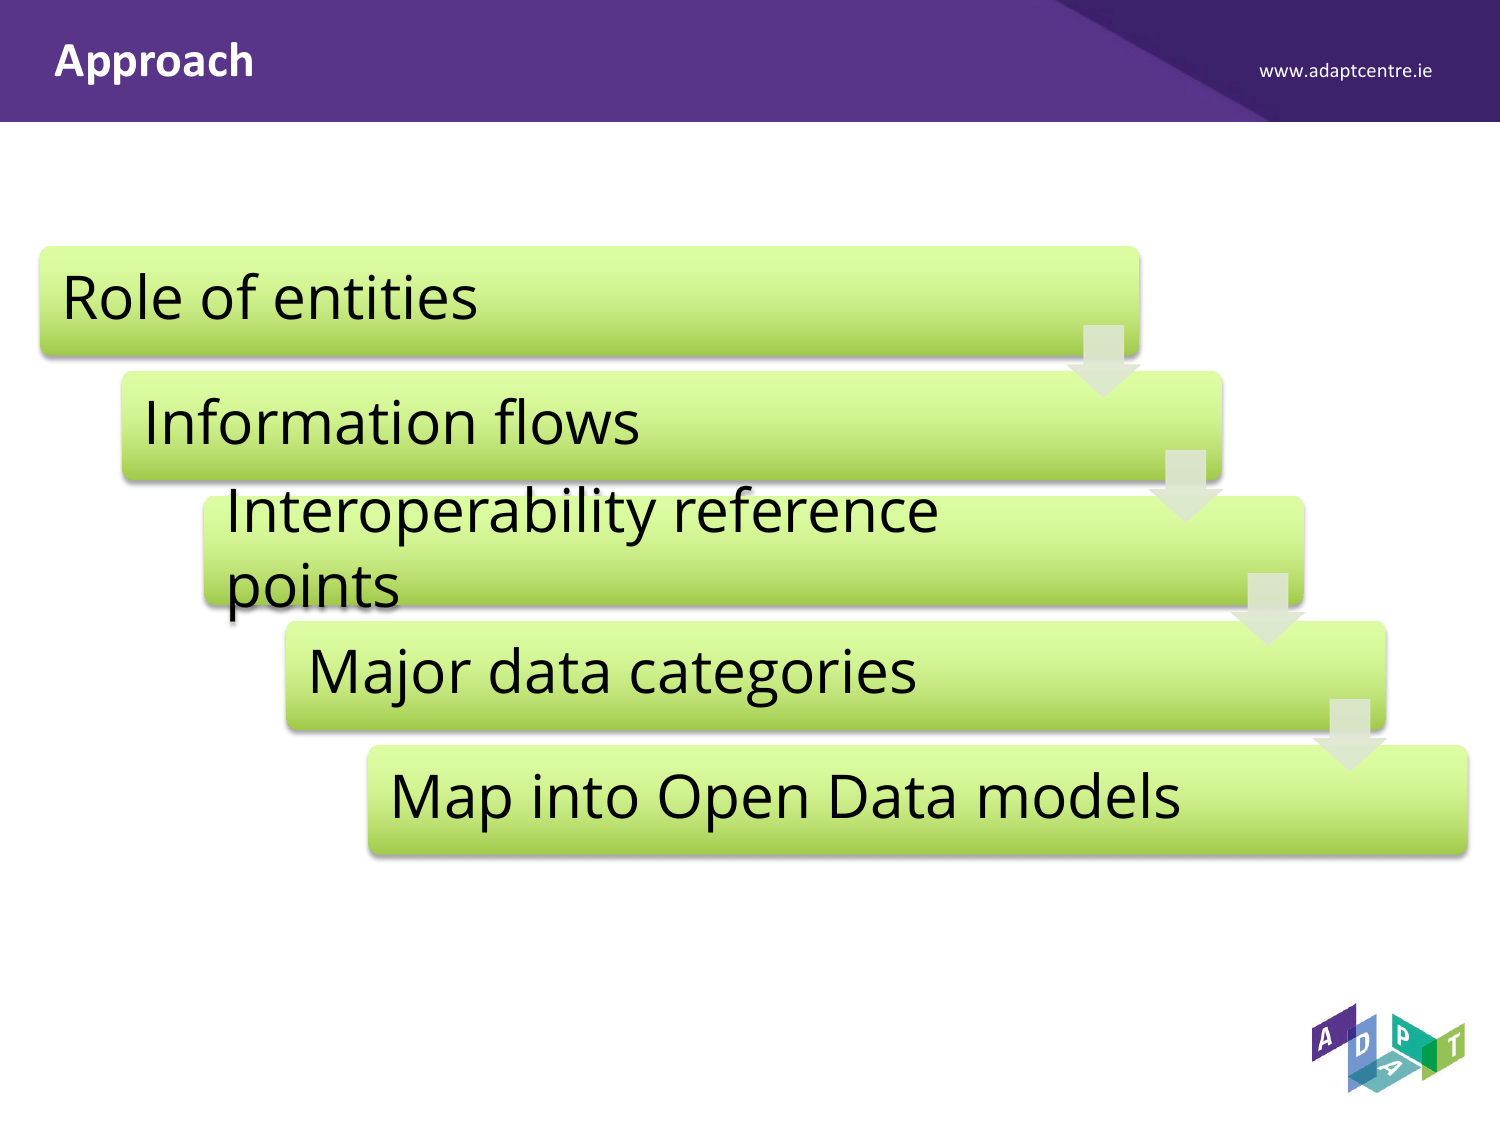 Approach
www.adaptcentre.ie
Role of entities
Information flows
Interoperability reference
points
Major data categories
Map into Open Data models
ADAPT